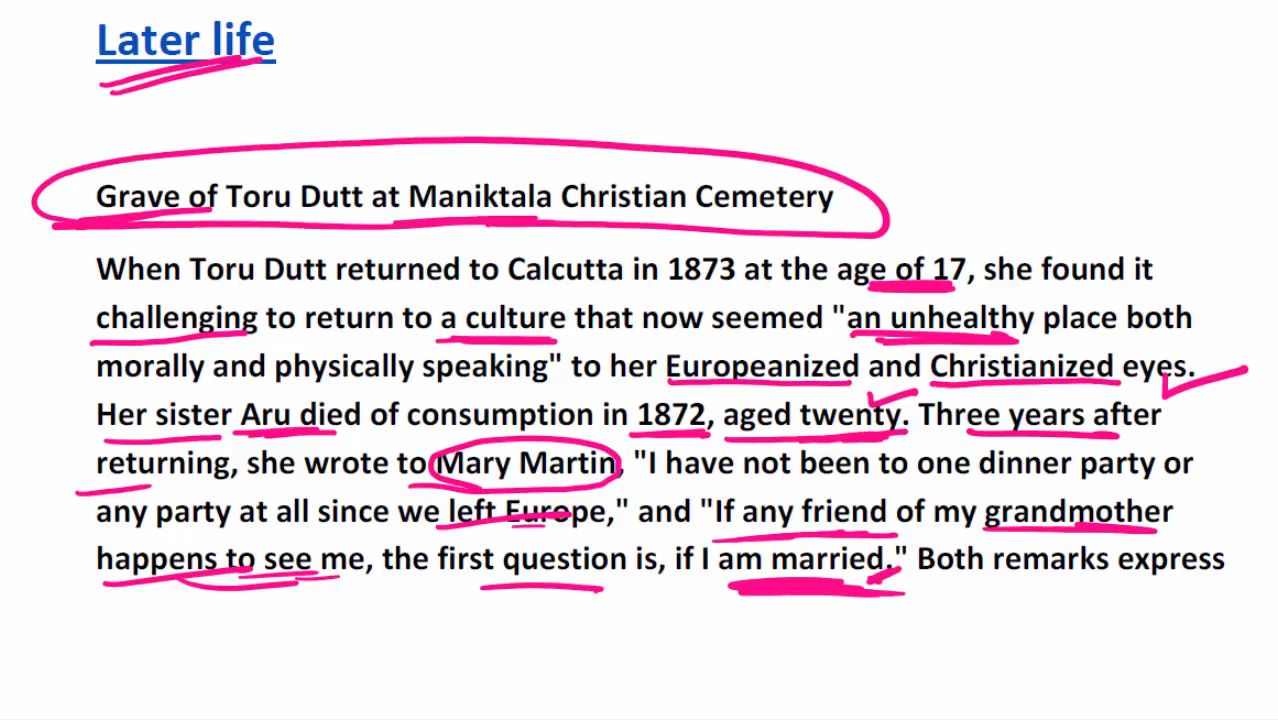 Later life
Grave of Toru Dutt at Maniktala Christian Cemetery
When Toru Dutt returned to Calcutta in 1873 at the age of 17, she found it
challenging to return to a culture that now seemed "an unhealthy place both
morally and physically speaking" to her Europeanized and Christianized eyes.
Her sister Aru died of consumption in 1872, aged twenty. Three years after
returning, she wrote to Mary Martin, "I have not been to one dinner party or
any party at all since we left Europe," and "If any friend of my grandmother
happens to see me, the first question is, if I am married." Both remarks express